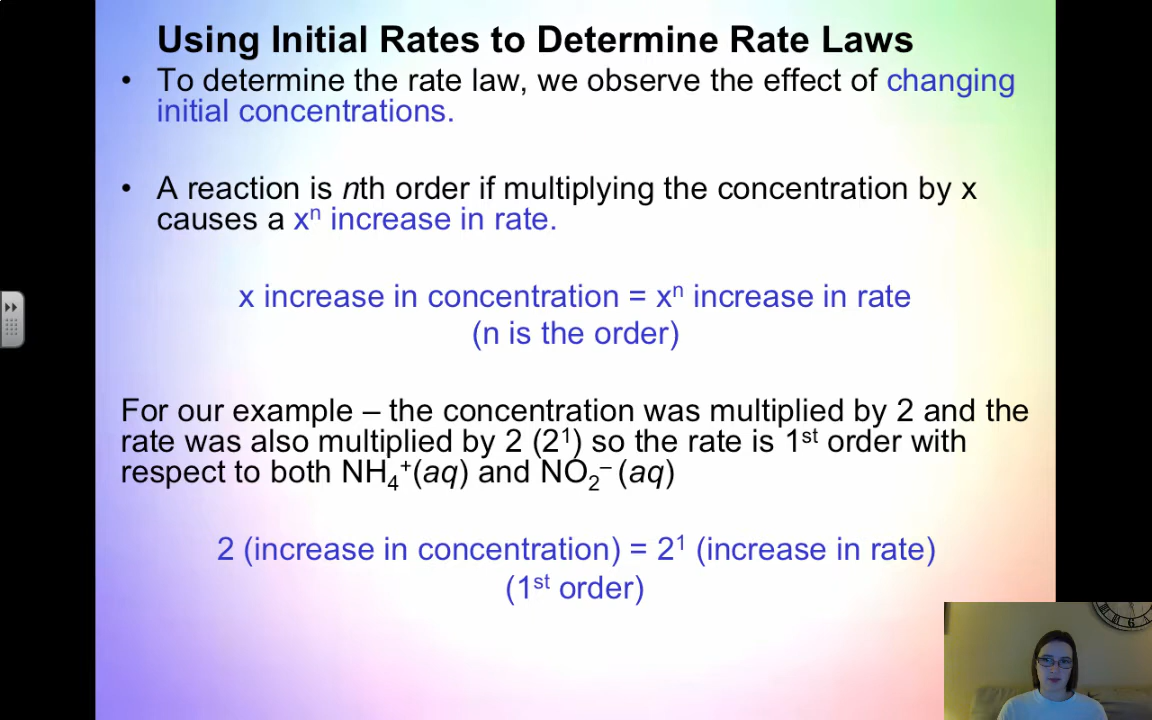 Using Initial Rates to Determine Rate Laws
• To determine the rate law, we observe the effect of changing
initial concentrations.
• A reaction is nth order if multiplying the concentration by x
causes a xⁿ increase in rate.
x increase in concentration = xⁿ increase in rate
(n is the order)
For our example – the concentration was multiplied by 2 and the
rate was also multiplied by 2 (2¹) so the rate is 1ˢᵗ order with
respect to both NH₄⁺(aq) and NO₂⁻ (aq)
2 (increase in concentration) = 2¹ (increase in rate)
(1ˢᵗ order)